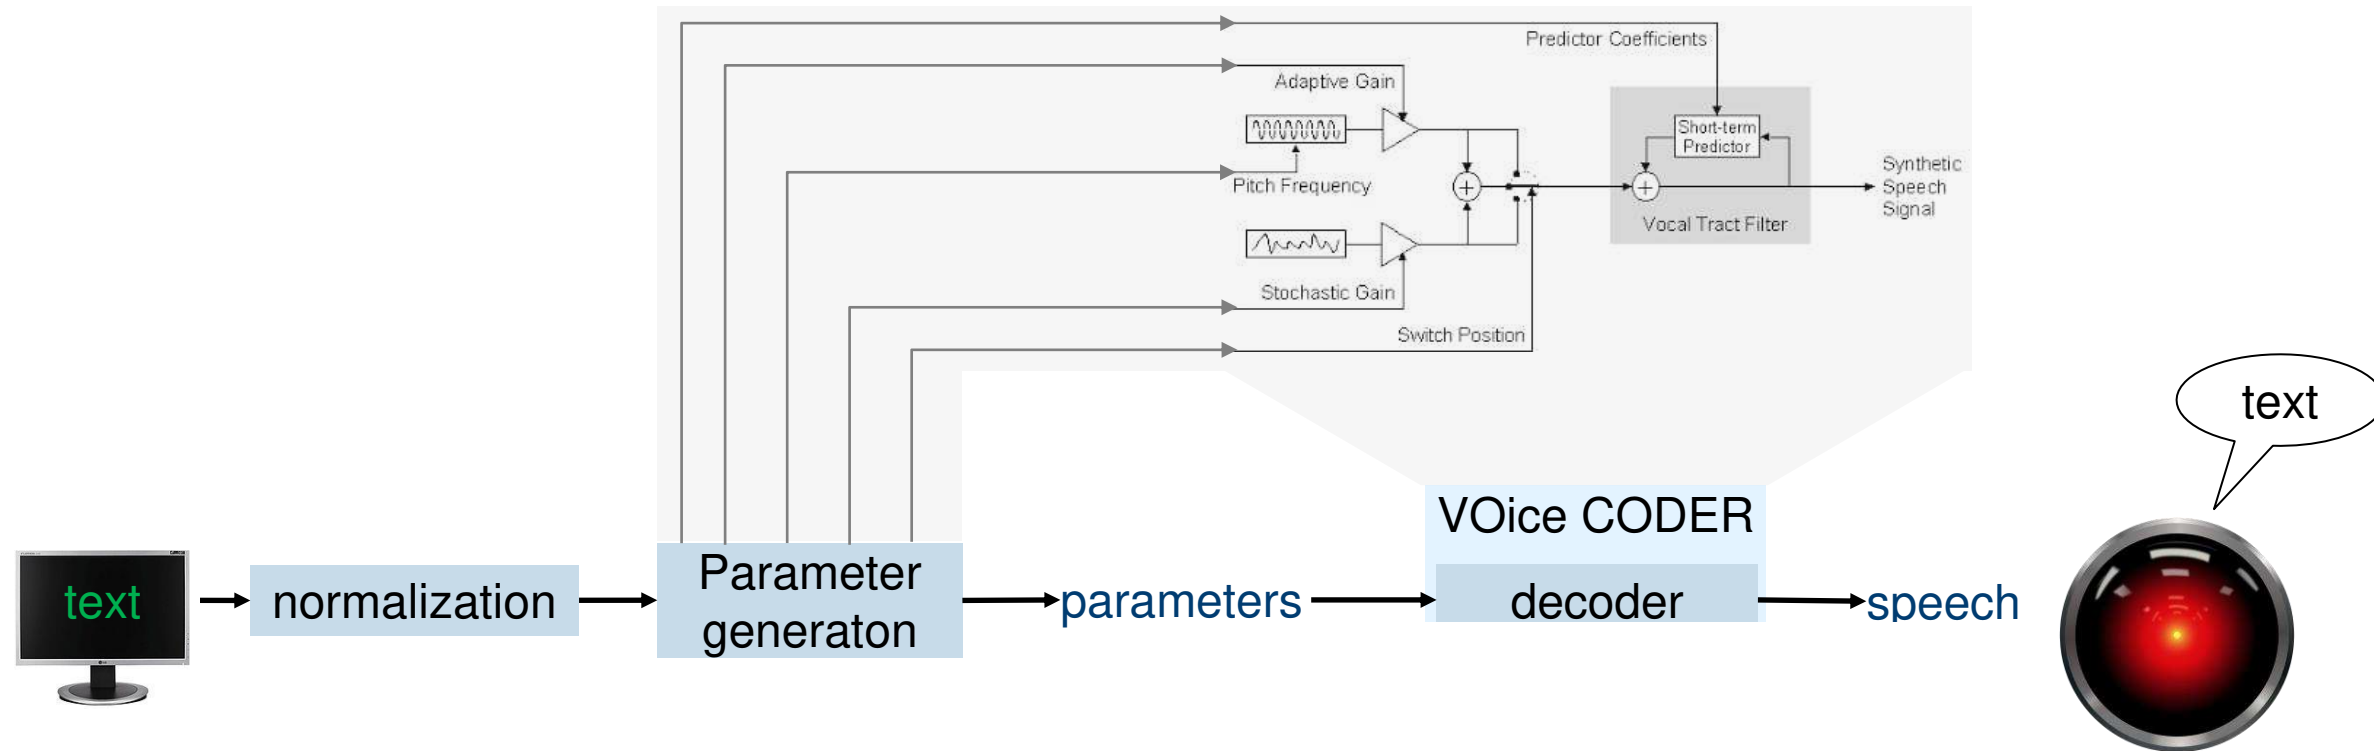 Predictor Coefficients
Adaptive Gain
Short-term
Predictor
Synthetic
Speech
Signal
Pitch Frequency
Vocal Tract Filter
Stochastic Gain
Switch Position
text
VOice CODER
text
normalization
Parameter
generaton
parameters
decoder
speech